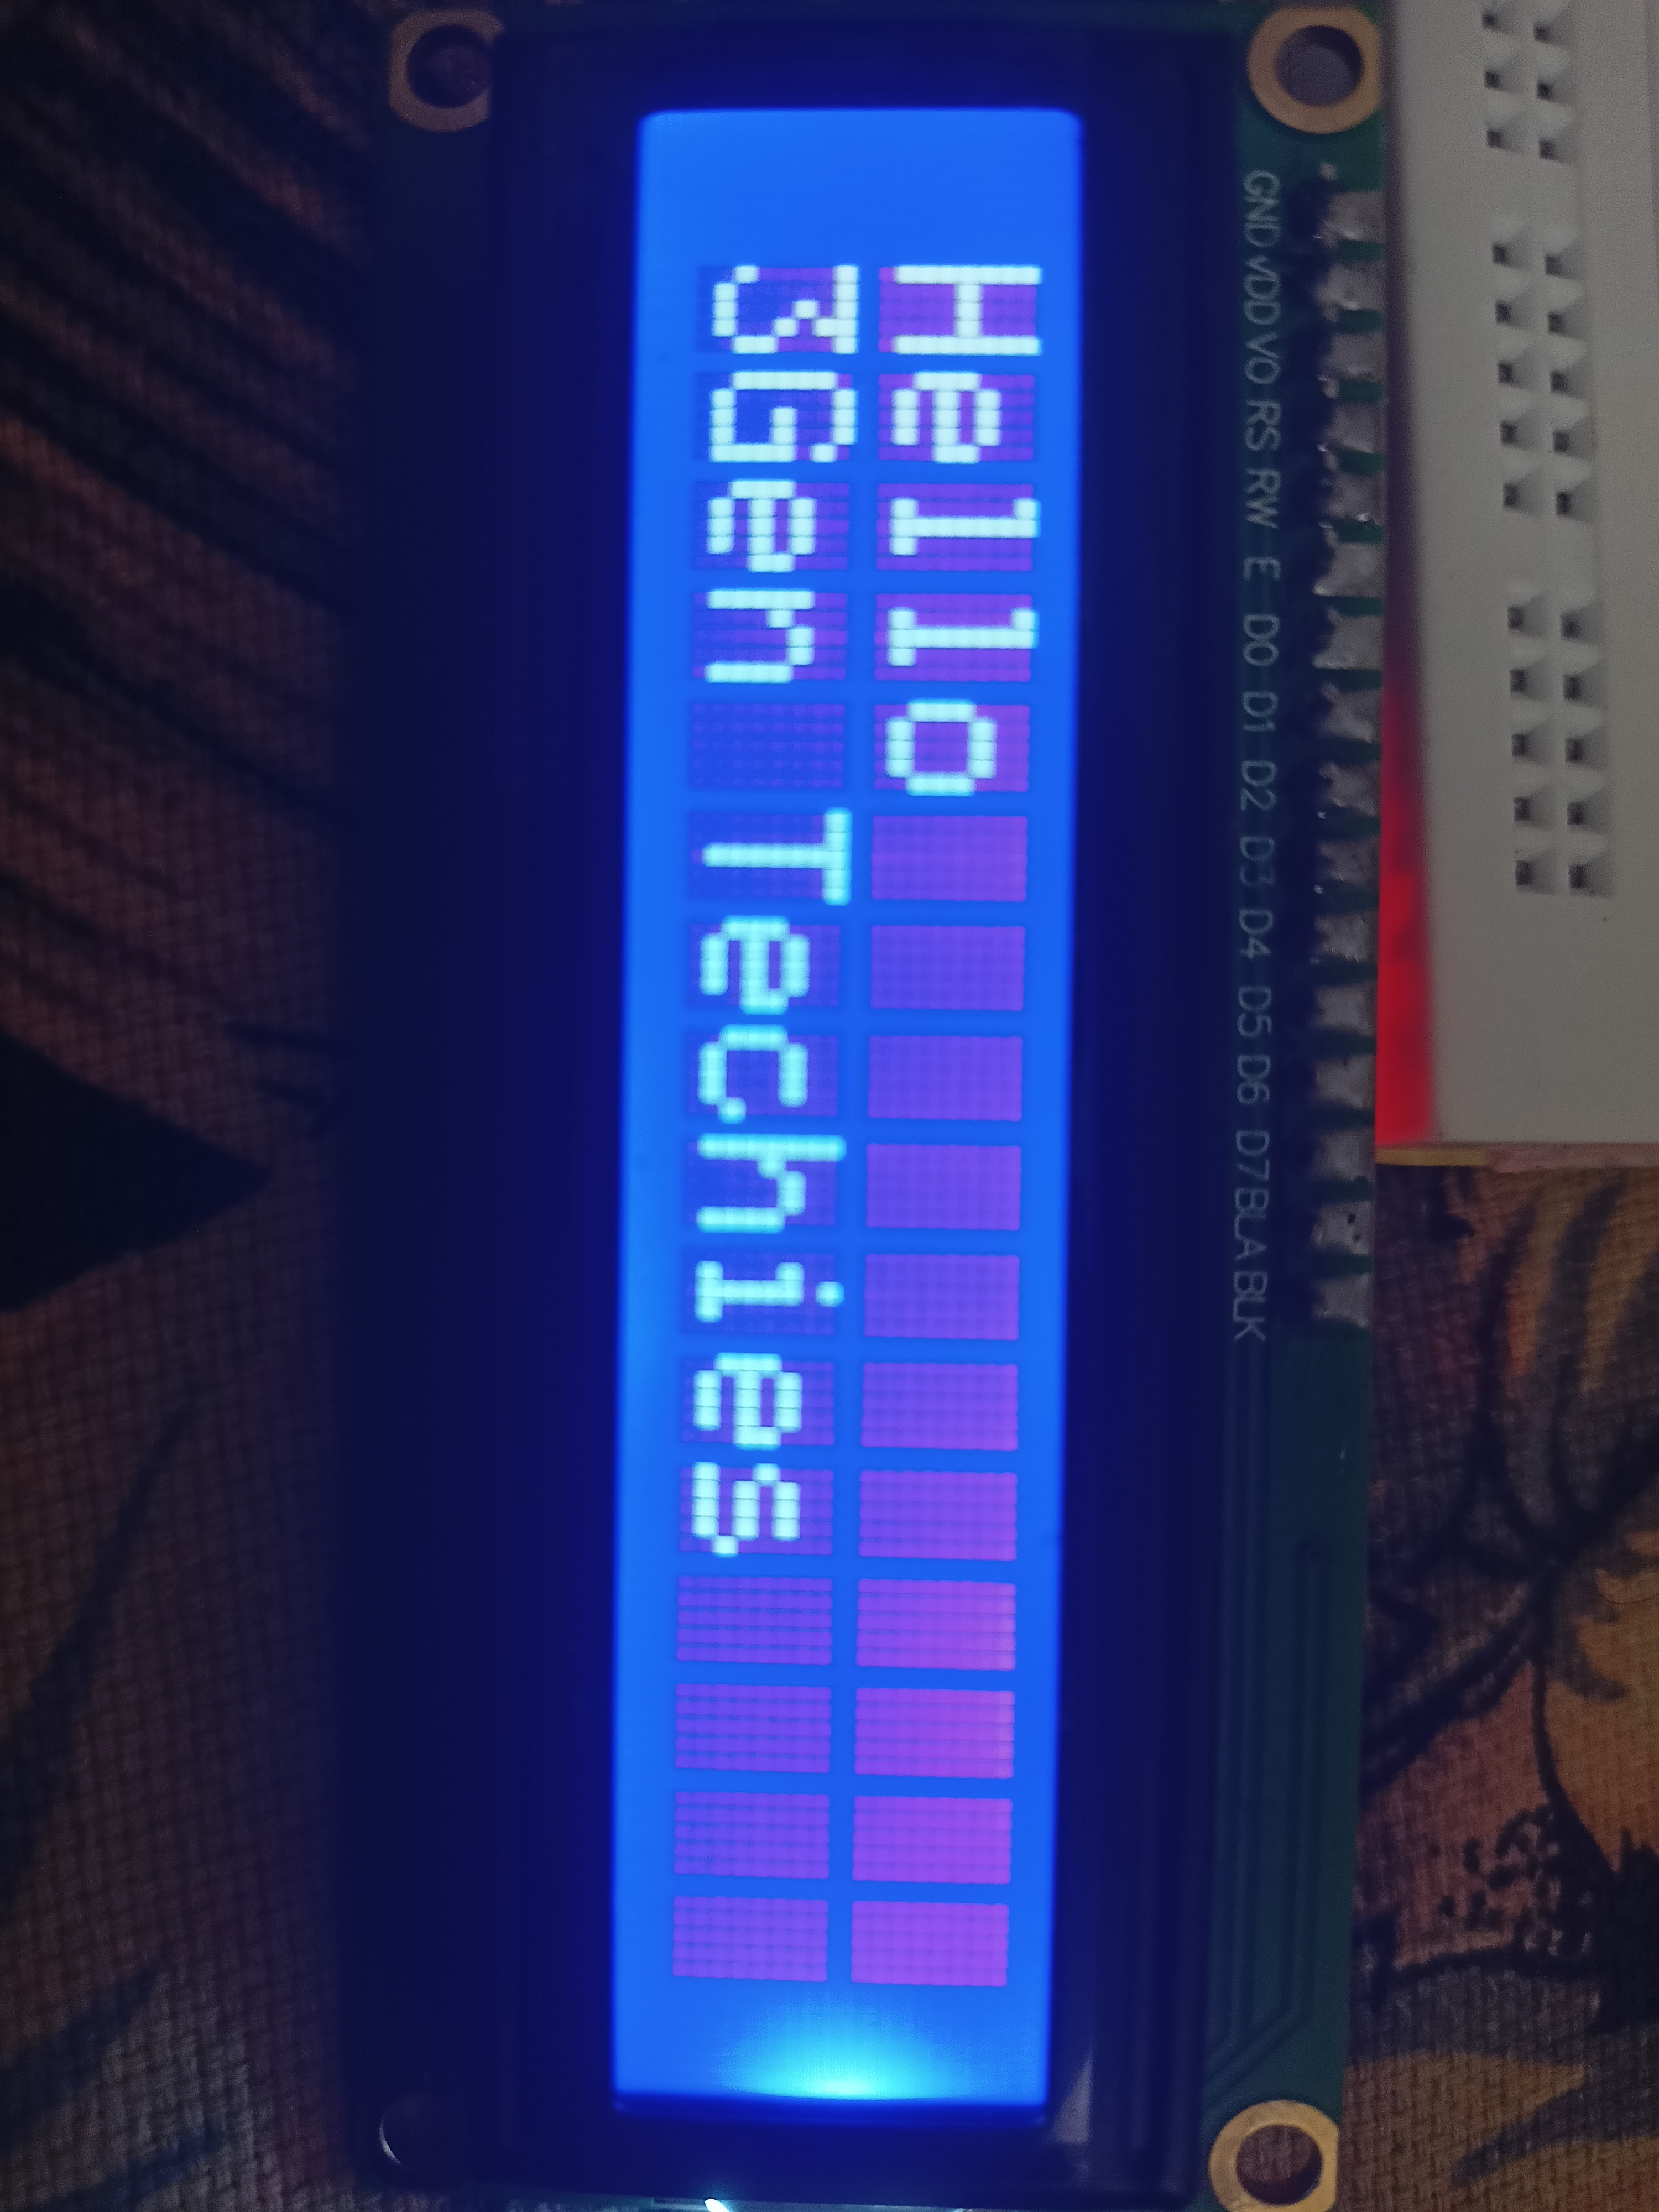 Hello
3Gen Techies
GND VDD VO RS RW E D0 D1 D2 D3 D4 D5 D6 D7 BLA BLK